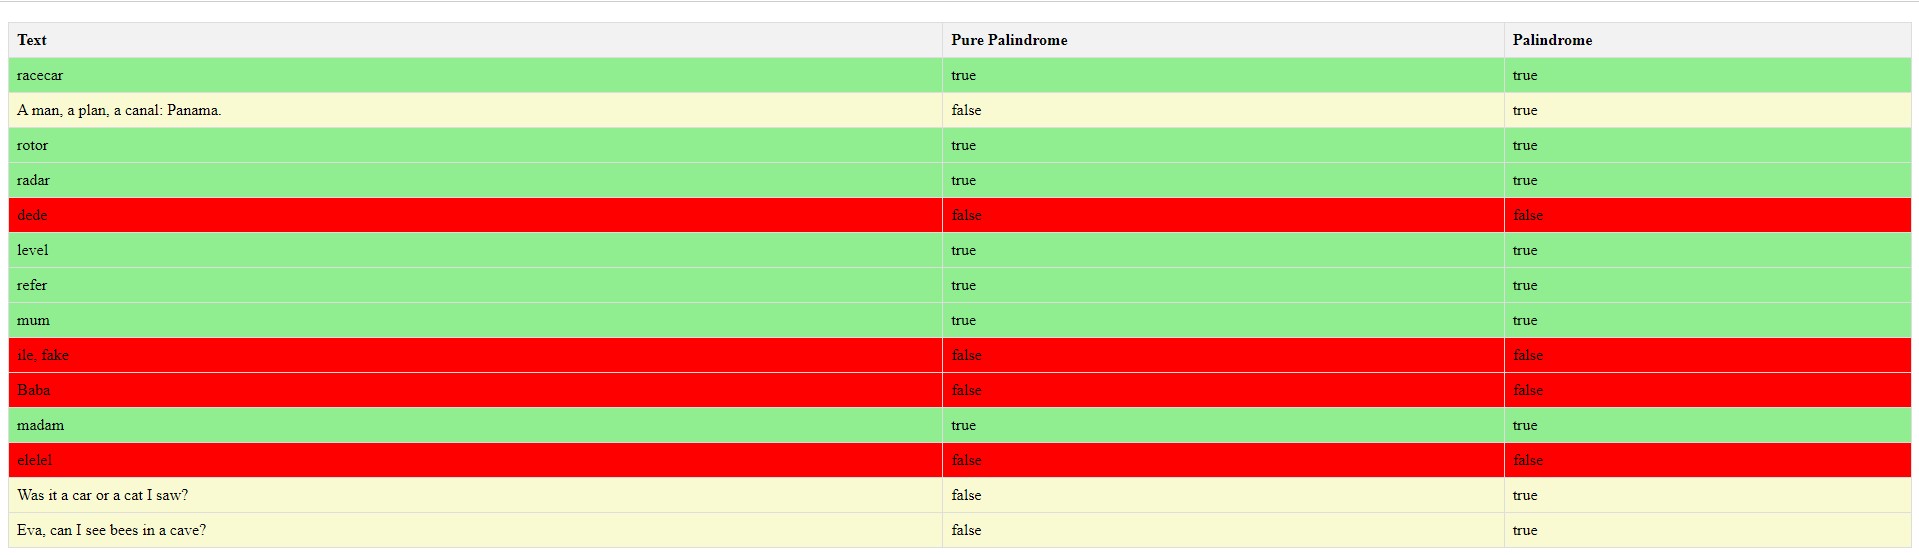 Text Pure Palindrome Palindrome
racecar true true
A man, a plan, a canal: Panama. false true
rotor true true
radar true true
dede false false
level true true
refer true true
mum true true
ile, fake false false
Baba false false
madam true true
elelel false false
Was it a car or a cat I saw? false true
Eva, can I see bees in a cave? false true